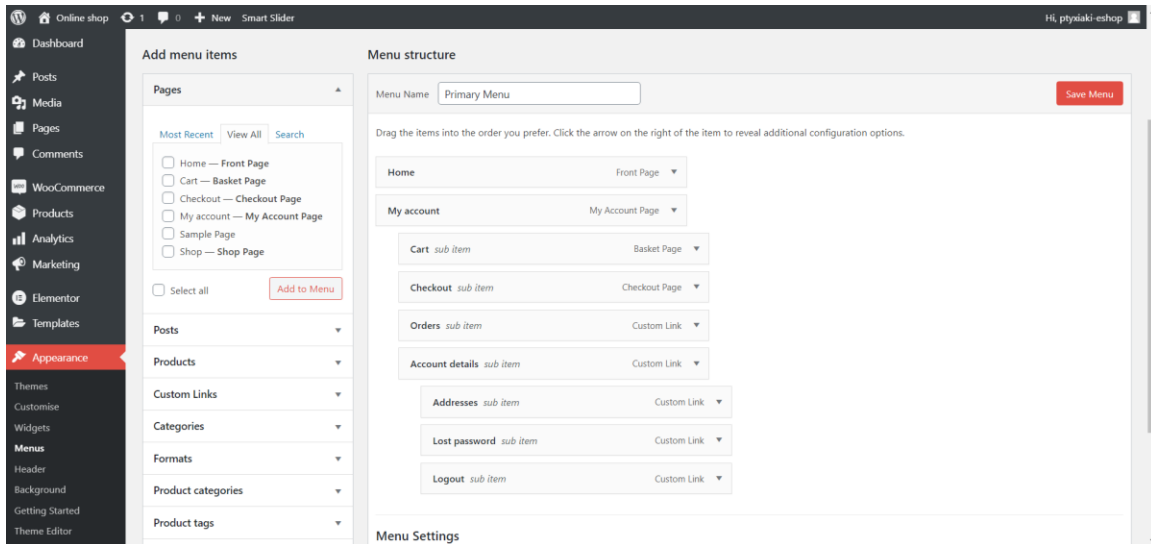 Online shop 1 0 New Smart Slider Hi, ptyxiaki-eshop
Dashboard
Posts
Media
Pages
Comments
WooCommerce
Products
Analytics
Marketing
Elementor
Templates
Appearance
Themes
Customise
Widgets
Menus
Header
Background
Getting Started
Theme Editor
Add menu items
Pages
Most Recent View All Search
Home — Front Page
Cart — Basket Page
Checkout — Checkout Page
My account — My Account Page
Sample Page
Shop — Shop Page
Select all Add to Menu
Posts
Products
Custom Links
Categories
Formats
Product categories
Product tags
Menu structure
Menu Name Primary Menu Save Menu
Drag the items into the order you prefer. Click the arrow on the right of the item to reveal additional configuration options.
Home Front Page
My account My Account Page
Cart sub item Basket Page
Checkout sub item Checkout Page
Orders sub item Custom Link
Account details sub item Custom Link
Addresses sub item Custom Link
Lost password sub item Custom Link
Logout sub item Custom Link
Menu Settings